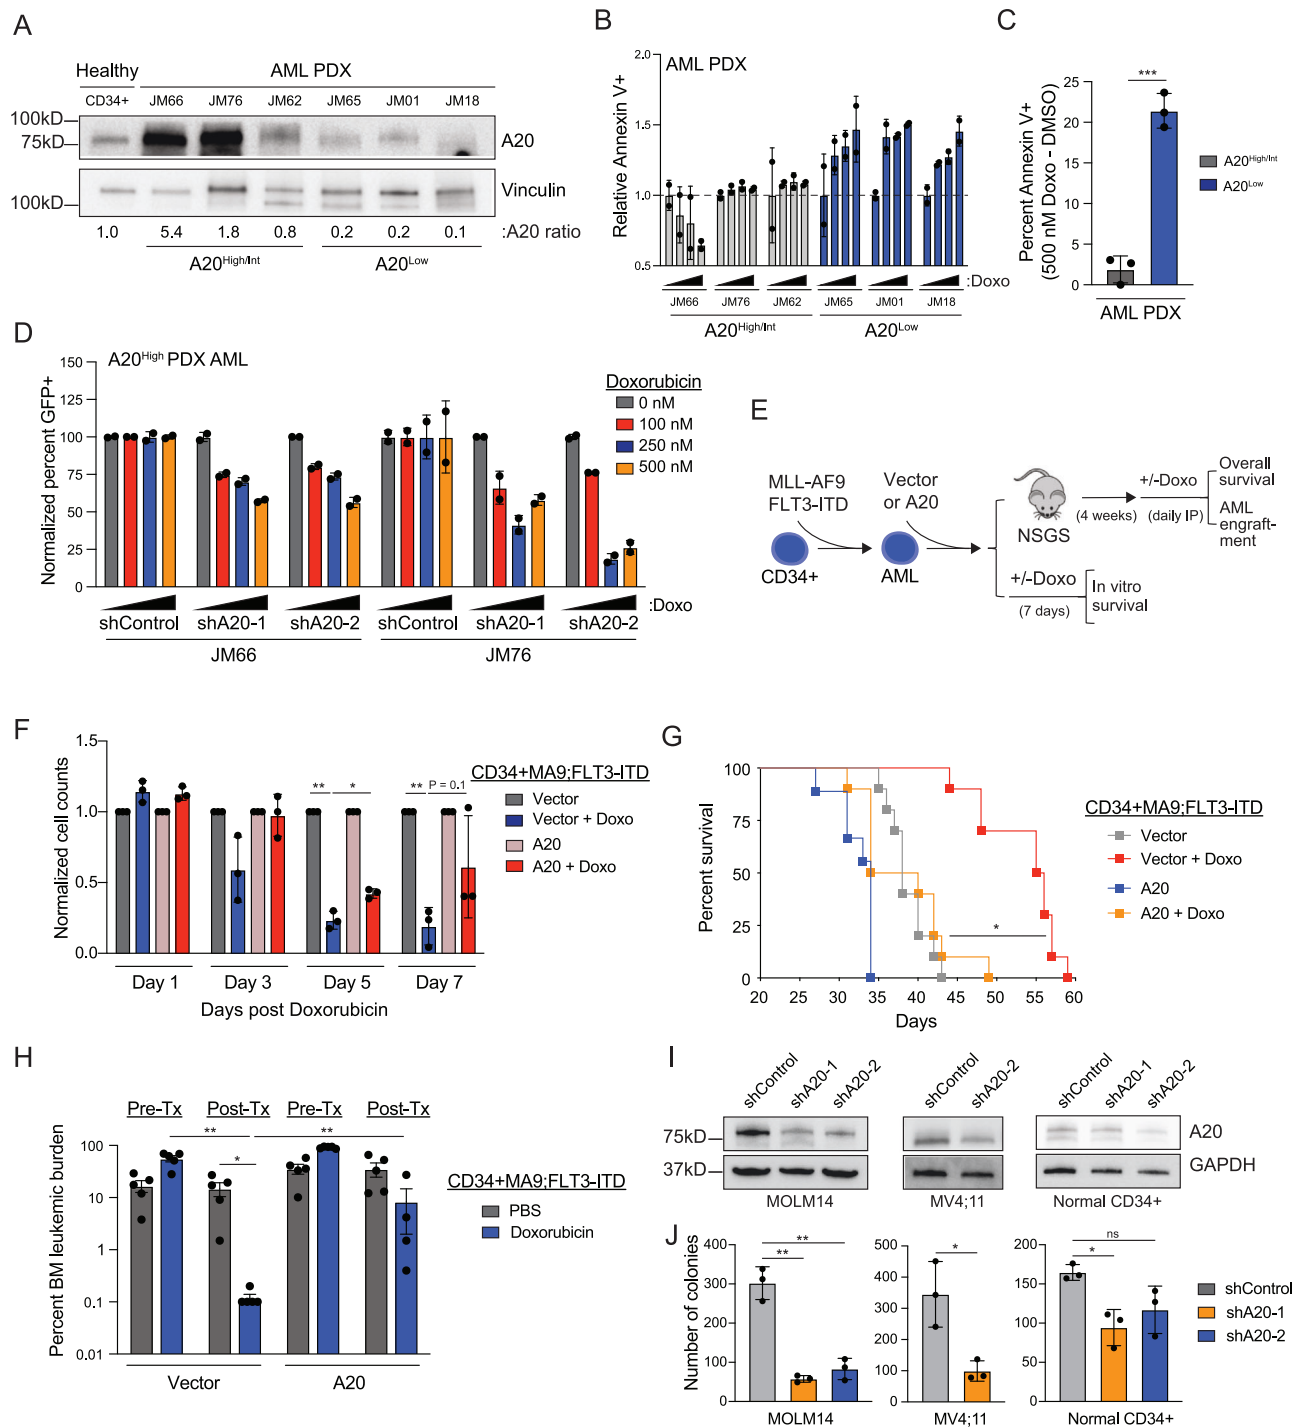 A
Healthy AML PDX
CD34+ JM66 JM76 JM62 JM65 JM01 JM18
100kD
75kD
A20
Vinculin
100kD
1.0 5.4 1.8 0.8 0.2 0.2 0.1 :A20 ratio
A20High/Int A20Low
B
AML PDX
Relative Annexin V+
2.0
1.5
1.0
0.5
:Doxo
JM66 JM76 JM62 JM65 JM01 JM18
A20High/Int A20Low
C
***
Percent Annexin V+
(500 nM Doxo - DMSO)
25
20
15
10
5
0
AML PDX
A20High/Int
A20Low
D
A20High PDX AML
Normalized percent GFP+
150
125
100
75
50
25
0
Doxorubicin
0 nM
100 nM
250 nM
500 nM
:Doxo
shControl shA20-1 shA20-2 shControl shA20-1 shA20-2
JM66 JM76
E
MLL-AF9
FLT3-ITD
Vector
or A20
CD34+
AML
NSGS
(4 weeks)
+/-Doxo
(daily IP)
Overall
survival
AML
engraft-
ment
+/-Doxo
(7 days)
In vitro
survival
F
Normalized cell counts
1.5
1.0
0.5
0.0
** * ** P = 0.1
CD34+MA9;FLT3-ITD
Vector
Vector + Doxo
A20
A20 + Doxo
Day 1 Day 3 Day 5 Day 7
Days post Doxorubicin
G
Percent survival
100
75
50
25
0
*
20 27 35 45 49 55 60
Days
CD34+MA9;FLT3-ITD
Vector
Vector + Doxo
A20
A20 + Doxo
H
Pre-Tx Post-Tx Pre-Tx Post-Tx
** **
*
Percent BM leukemic burden
100
10
1
0.1
0.01
Vector A20
CD34+MA9;FLT3-ITD
PBS
Doxorubicin
I
shControl shA20-1 shA20-2 shControl shA20-2 shControl shA20-1 shA20-2
75kD
37kD
A20
GAPDH
MOLM14 MV4;11 Normal CD34+
J
Number of colonies
400
300
200
100
0
**
**
MOLM14
500
400
300
200
100
0
*
MV4;11
200
150
100
50
0
ns
*
Normal CD34+
shControl
shA20-1
shA20-2